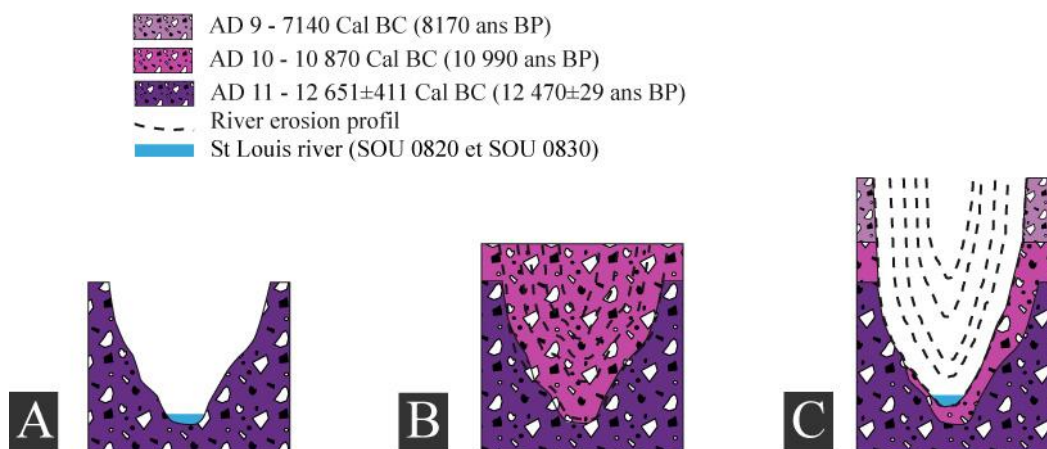 AD 9 - 7140 Cal BC (8170 ans BP)
AD 10 - 10 870 Cal BC (10 990 ans BP)
AD 11 - 12 651±411 Cal BC (12 470±29 ans BP)
River erosion profil
St Louis river (SOU 0820 et SOU 0830)
A
B
C